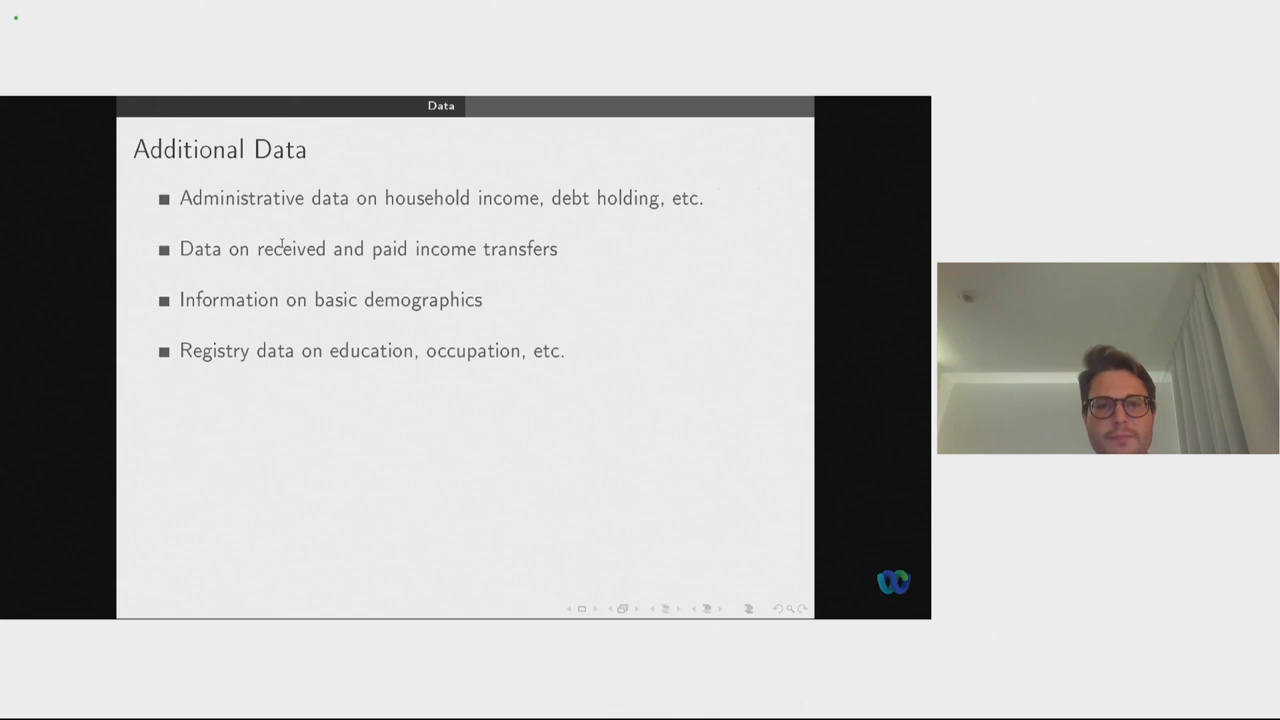 Data
Additional Data
Administrative data on household income, debt holding, etc.
Data on received and paid income transfers
Information on basic demographics
Registry data on education, occupation, etc.